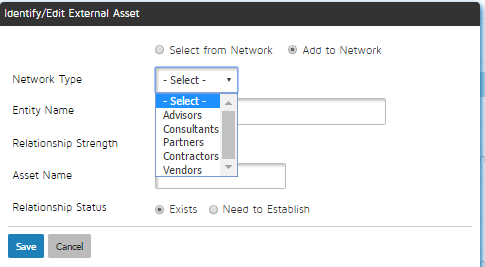 Identify/Edit External Asset
Select from Network Add to Network
Network Type - Select -
- Select -
Advisors
Entity Name
Consultants
Partners
Relationship Strength
Contractors
Vendors
Asset Name
Relationship Status Exists Need to Establish
Save Cancel